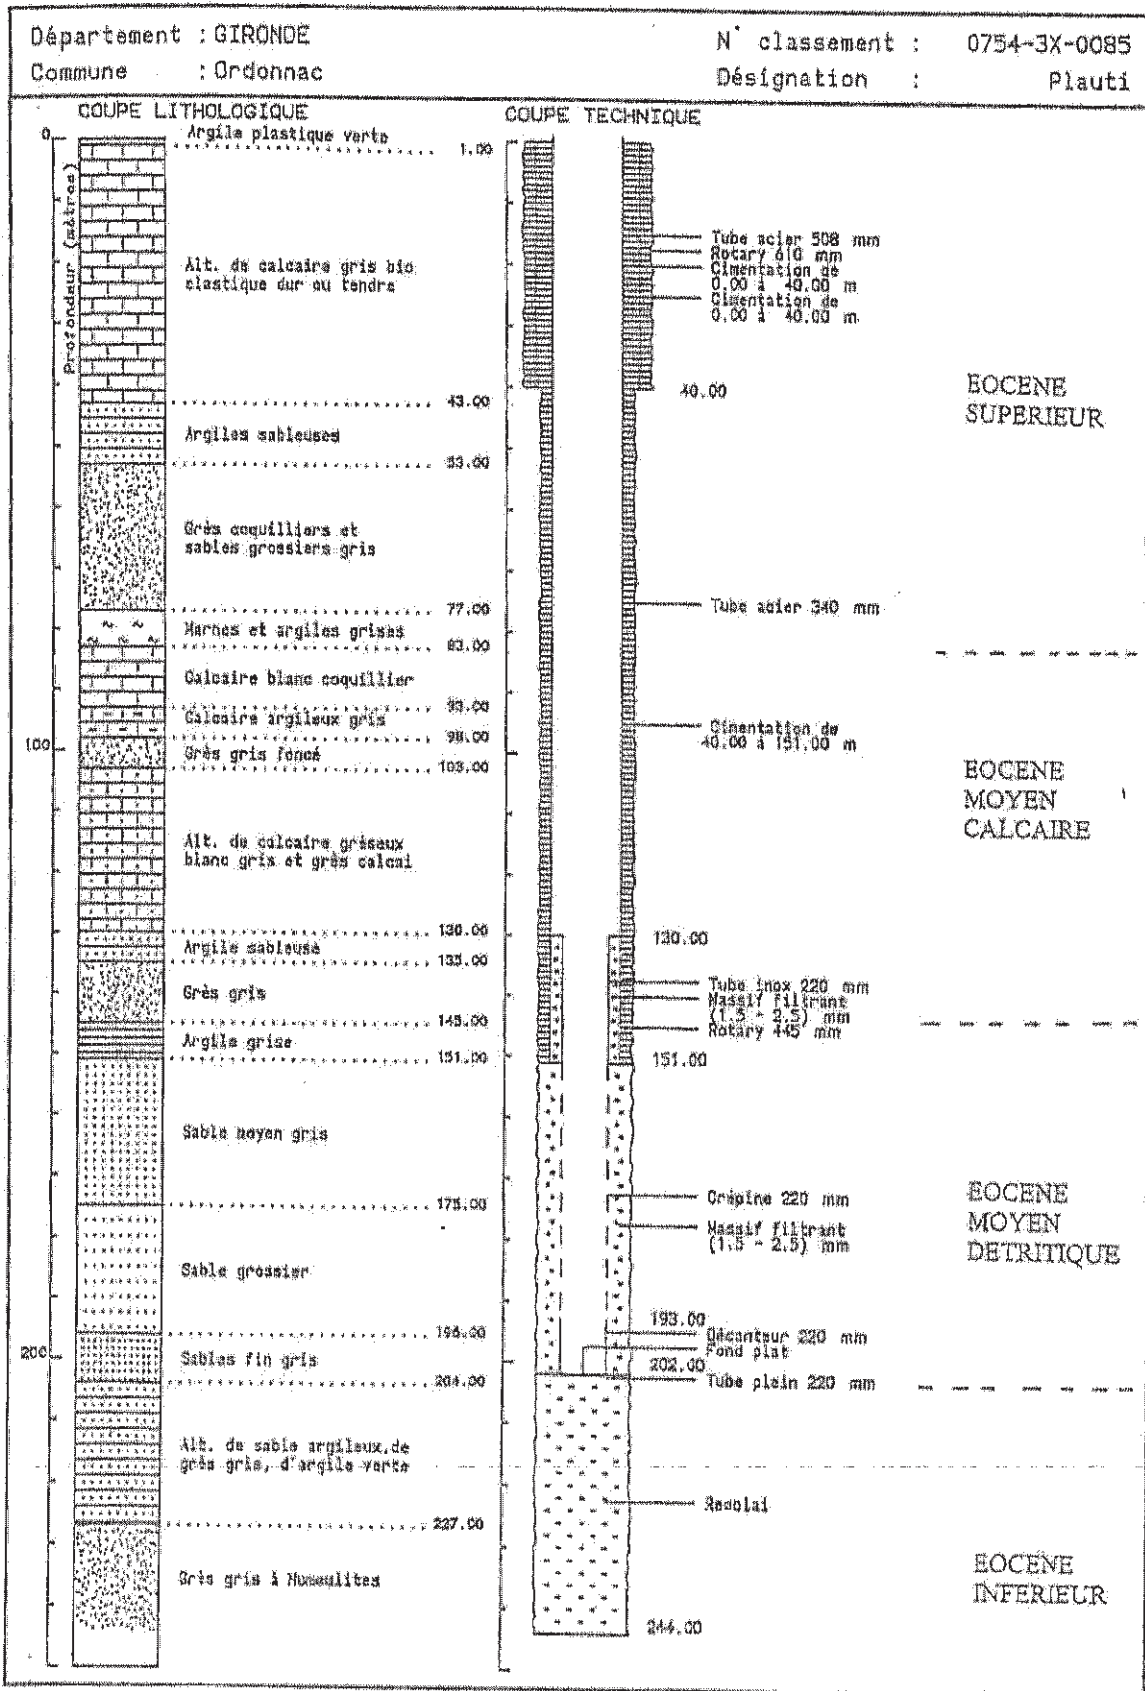 Département : GIRONDE
Commune : Ordonnac
N° classement : 0754-3X-0085
Désignation : Plauti
COUPE LITHOLOGIQUE
COUPE TECHNIQUE
Profondeur (mètres)
0
100
200
Argile plastique verte
1.00
Alt. de calcaire gris bio
clastique dur ou tendre
43.00
Argiles sableuses
53.00
Grès coquilliers et
sables grossiers gris
77.00
Marnes et argiles grises
83.00
Calcaire blanc coquillier
93.00
Calcaire argileux gris
98.00
Grès gris foncé
103.00
Alt. de calcaire gréseux
blanc gris et grès calcai
130.00
Argile sableuse
135.00
Grès gris
145.00
Argile grise
151.00
Sable moyen gris
175.00
Sable grossier
196.00
Sables fin gris
204.00
Alt. de sable argileux,de
grès gris, d'argile verte
227.00
Grès gris à Nummulites
Tube acier 508 mm
Rotary 610 mm
Cimentation de
0.00 à 40.00 m
Cimentation de
0.00 à 40.00 m
40.00
Tube acier 340 mm
Cimentation de
40.00 à 151.00 m
130.00
Tube inox 220 mm
Massif filtrant
(1.5 - 2.5) mm
Rotary 445 mm
151.00
Crépine 220 mm
Massif filtrant
(1.5 - 2.5) mm
193.00
Décanteur 220 mm
Fond plat
202.00
Tube plain 220 mm
244.00
EOCENE
SUPERIEUR
EOCENE
MOYEN
CALCAIRE
EOCENE
MOYEN
DETRITIQUE
EOCENE
INFERIEUR